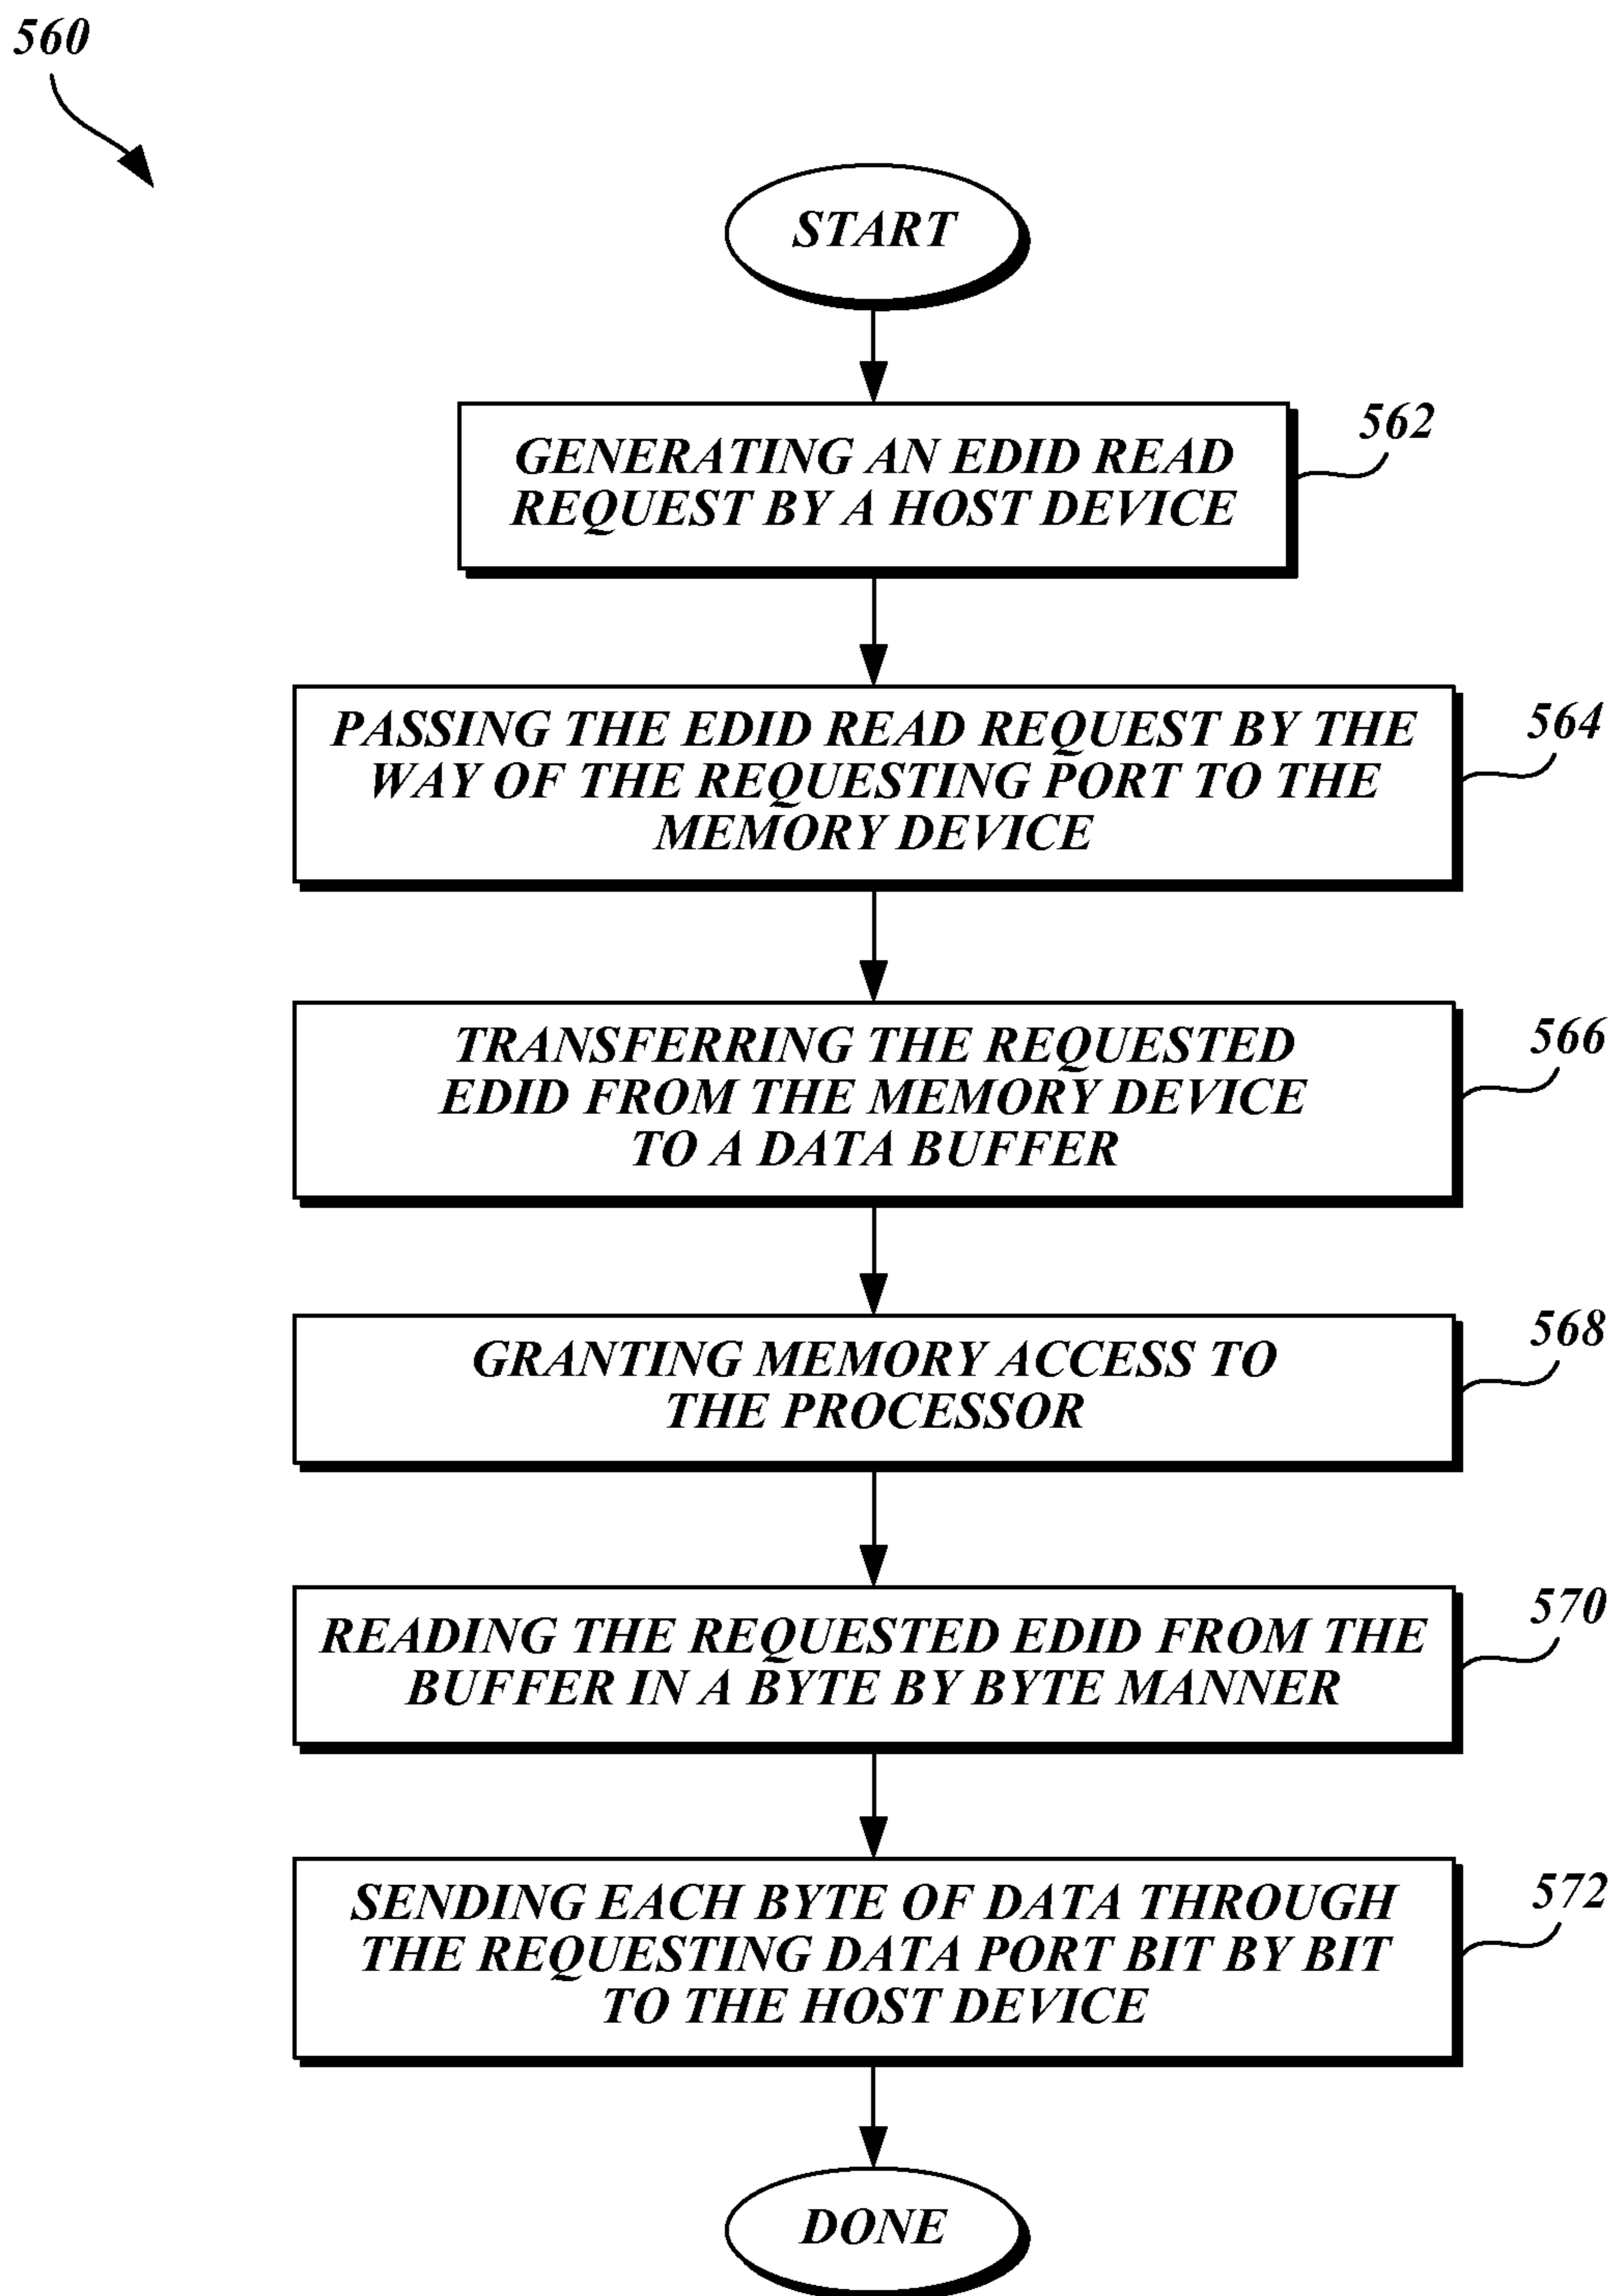 560
START
GENERATING AN EDID READ
REQUEST BY A HOST DEVICE
562
PASSING THE EDID READ REQUEST BY THE
WAY OF THE REQUESTING PORT TO THE
MEMORY DEVICE
564
TRANSFERRING THE REQUESTED
EDID FROM THE MEMORY DEVICE
TO A DATA BUFFER
566
GRANTING MEMORY ACCESS TO
THE PROCESSOR
568
READING THE REQUESTED EDID FROM THE
BUFFER IN A BYTE BY BYTE MANNER
570
SENDING EACH BYTE OF DATA THROUGH
THE REQUESTING DATA PORT BIT BY BIT
TO THE HOST DEVICE
572
DONE